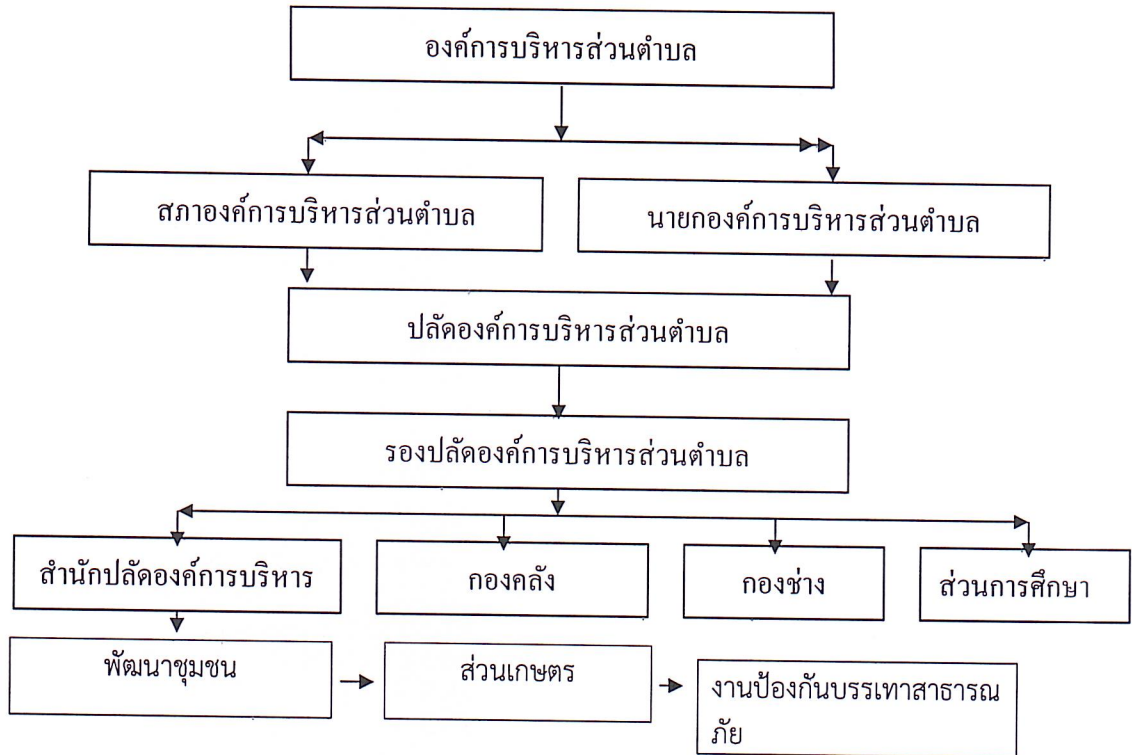 องค์การบริหารส่วนตำบล
สภาองค์การบริหารส่วนตำบล
นายกองค์การบริหารส่วนตำบล
ปลัดองค์การบริหารส่วนตำบล
รองปลัดองค์การบริหารส่วนตำบล
สำนักปลัดองค์การบริหาร
กองคลัง
กองช่าง
ส่วนการศึกษา
พัฒนาชุมชน
ส่วนเกษตร
งานป้องกันบรรเทาสาธารณ
ภัย